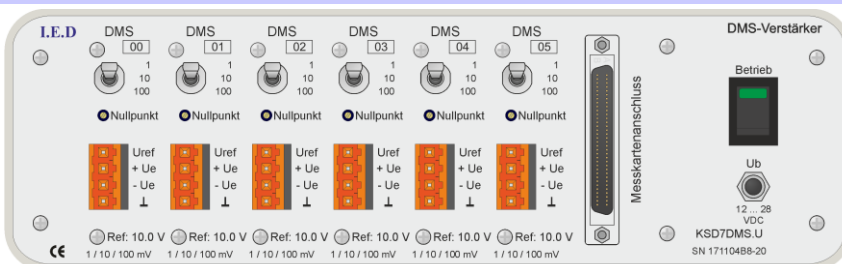 I.E.D DMS DMS DMS DMS DMS DMS DMS-Verstärker
00 01 02 03 04 05
1 1 1 1 1 1
10 10 10 10 10 10
100 100 100 100 100 100
Betrieb
Nullpunkt Nullpunkt Nullpunkt Nullpunkt Nullpunkt Nullpunkt
Messkartenanschluss
Uref Uref Uref Uref Uref Uref
+ Ue + Ue + Ue + Ue + Ue + Ue
- Ue - Ue - Ue - Ue - Ue - Ue
⊥ ⊥ ⊥ ⊥ ⊥ ⊥
Ub
12 ... 28
VDC
Ref: 10.0 V Ref: 10.0 V Ref: 10.0 V Ref: 10.0 V Ref: 10.0 V Ref: 10.0 V KSD7DMS.U
CE 1 / 10 / 100 mV 1 / 10 / 100 mV 1 / 10 / 100 mV 1 / 10 / 100 mV 1 / 10 / 100 mV 1 / 10 / 100 mV SN 171104B8-20